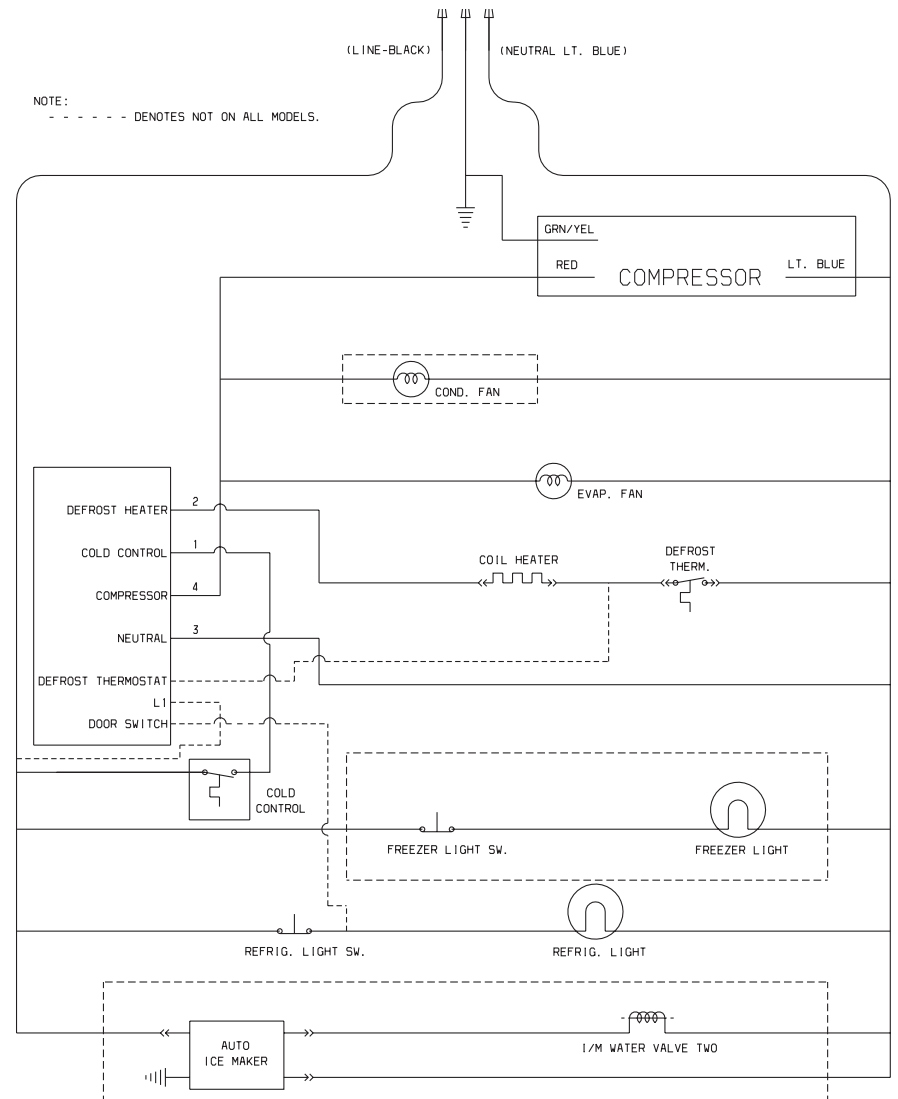 (LINE-BLACK)
(NEUTRAL LT. BLUE)
NOTE:
- - - - - - DENOTES NOT ON ALL MODELS.
GRN/YEL
RED
COMPRESSOR
LT. BLUE
COND. FAN
EVAP. FAN
DEFROST HEATER
2
COLD CONTROL
1
COMPRESSOR
4
NEUTRAL
3
DEFROST THERMOSTAT
L1
DOOR SWITCH
COIL HEATER
DEFROST
THERM.
COLD
CONTROL
FREEZER LIGHT SW.
FREEZER LIGHT
REFRIG. LIGHT SW.
REFRIG. LIGHT
AUTO
ICE MAKER
I/M WATER VALVE TWO